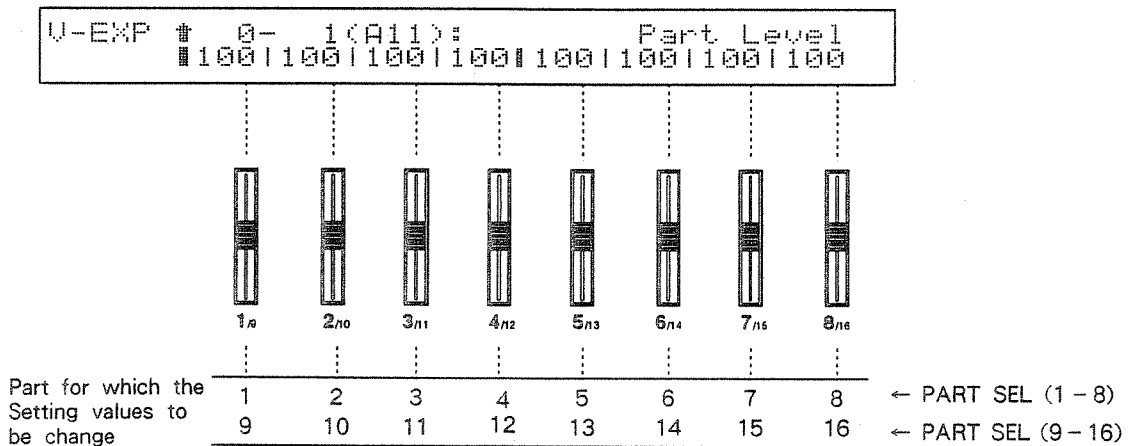 V-EXP ⬆ 0- 1(A11): Part Level
100|100|100|100 100|100|100|100
1/9 2/10 3/11 4/12 5/13 6/14 7/15 8/16
Part for which the
Setting values to
be change
1 2 3 4 5 6 7 8 ← PART SEL (1 – 8)
9 10 11 12 13 14 15 16 ← PART SEL (9 – 16)